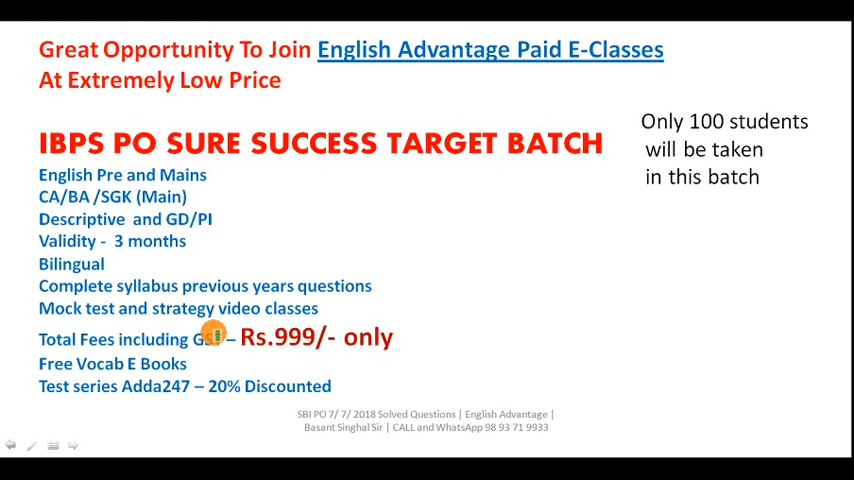 Great Opportunity To Join English Advantage Paid E-Classes
At Extremely Low Price
IBPS PO SURE SUCCESS TARGET BATCH
Only 100 students
will be taken
in this batch
English Pre and Mains
CA/BA /SGK (Main)
Descriptive and GD/PI
Validity - 3 months
Bilingual
Complete syllabus previous years questions
Mock test and strategy video classes
Total Fees including GST – Rs.999/- only
Free Vocab E Books
Test series Adda247 – 20% Discounted
SBI PO 7/ 7/ 2018 Solved Questions | English Advantage |
Basant Singhal Sir | CALL and WhatsApp 98 93 71 9933